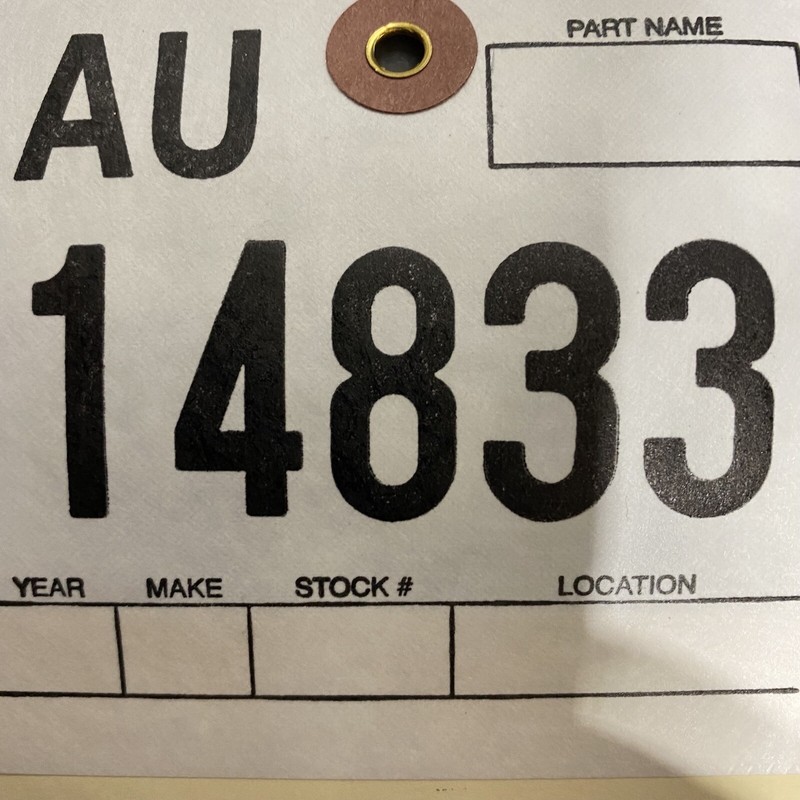 AU
PART NAME
14833
YEAR MAKE STOCK # LOCATION